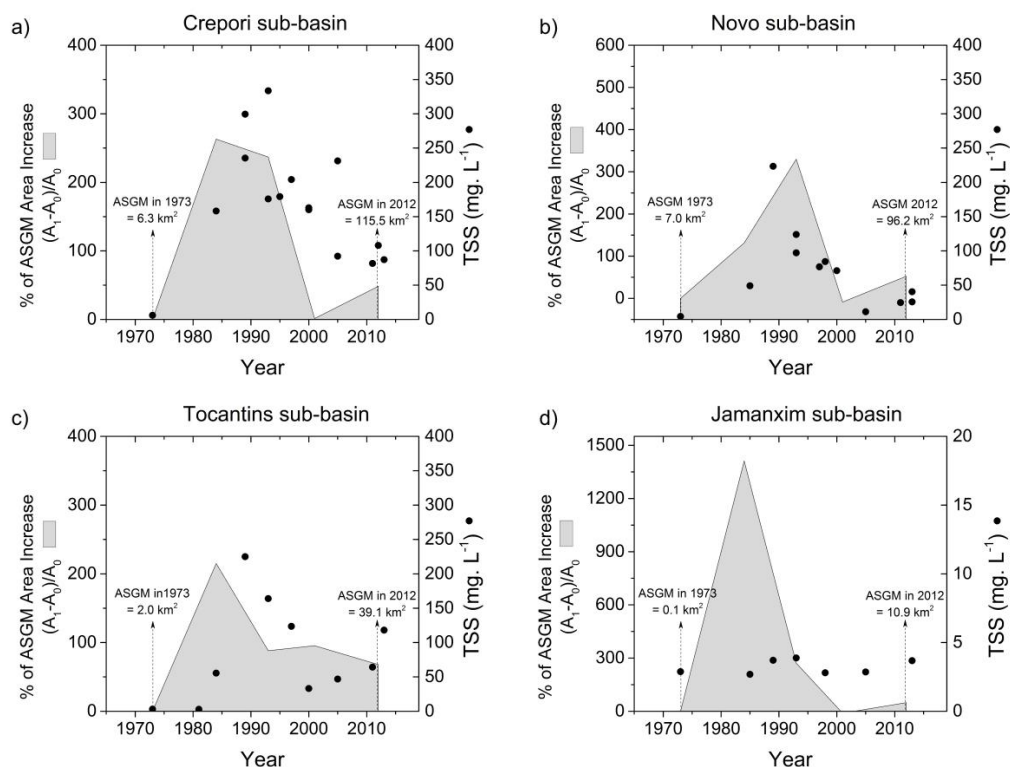 a)
Crepori sub-basin
% of ASGM Area Increase
(A₁-A₀)/A₀
400
300
200
100
0
ASGM in 1973
= 6.3 km²
ASGM in 2012
= 115.5 km²
400
350
300
250
200
150
100
50
0
TSS (mg. L⁻¹)
1970 1980 1990 2000 2010
Year
b)
Novo sub-basin
% of ASGM Area Increase
(A₁-A₀)/A₀
600
500
400
300
200
100
0
ASGM 1973
= 7.0 km²
ASGM 2012
= 96.2 km²
400
350
300
250
200
150
100
50
0
TSS (mg. L⁻¹)
1970 1980 1990 2000 2010
Year
c)
Tocantins sub-basin
% of ASGM Area Increase
(A₁-A₀)/A₀
400
300
200
100
0
ASGM in1973
= 2.0 km²
ASGM in 2012
= 39.1 km²
400
350
300
250
200
150
100
50
0
TSS (mg. L⁻¹)
1970 1980 1990 2000 2010
Year
d)
Jamanxim sub-basin
% of ASGM Area Increase
(A₁-A₀)/A₀
1500
1200
900
600
300
0
ASGM in 1973
= 0.1 km²
ASGM in 2012
= 10.9 km²
20
15
10
5
0
TSS (mg. L⁻¹)
1970 1980 1990 2000 2010
Year